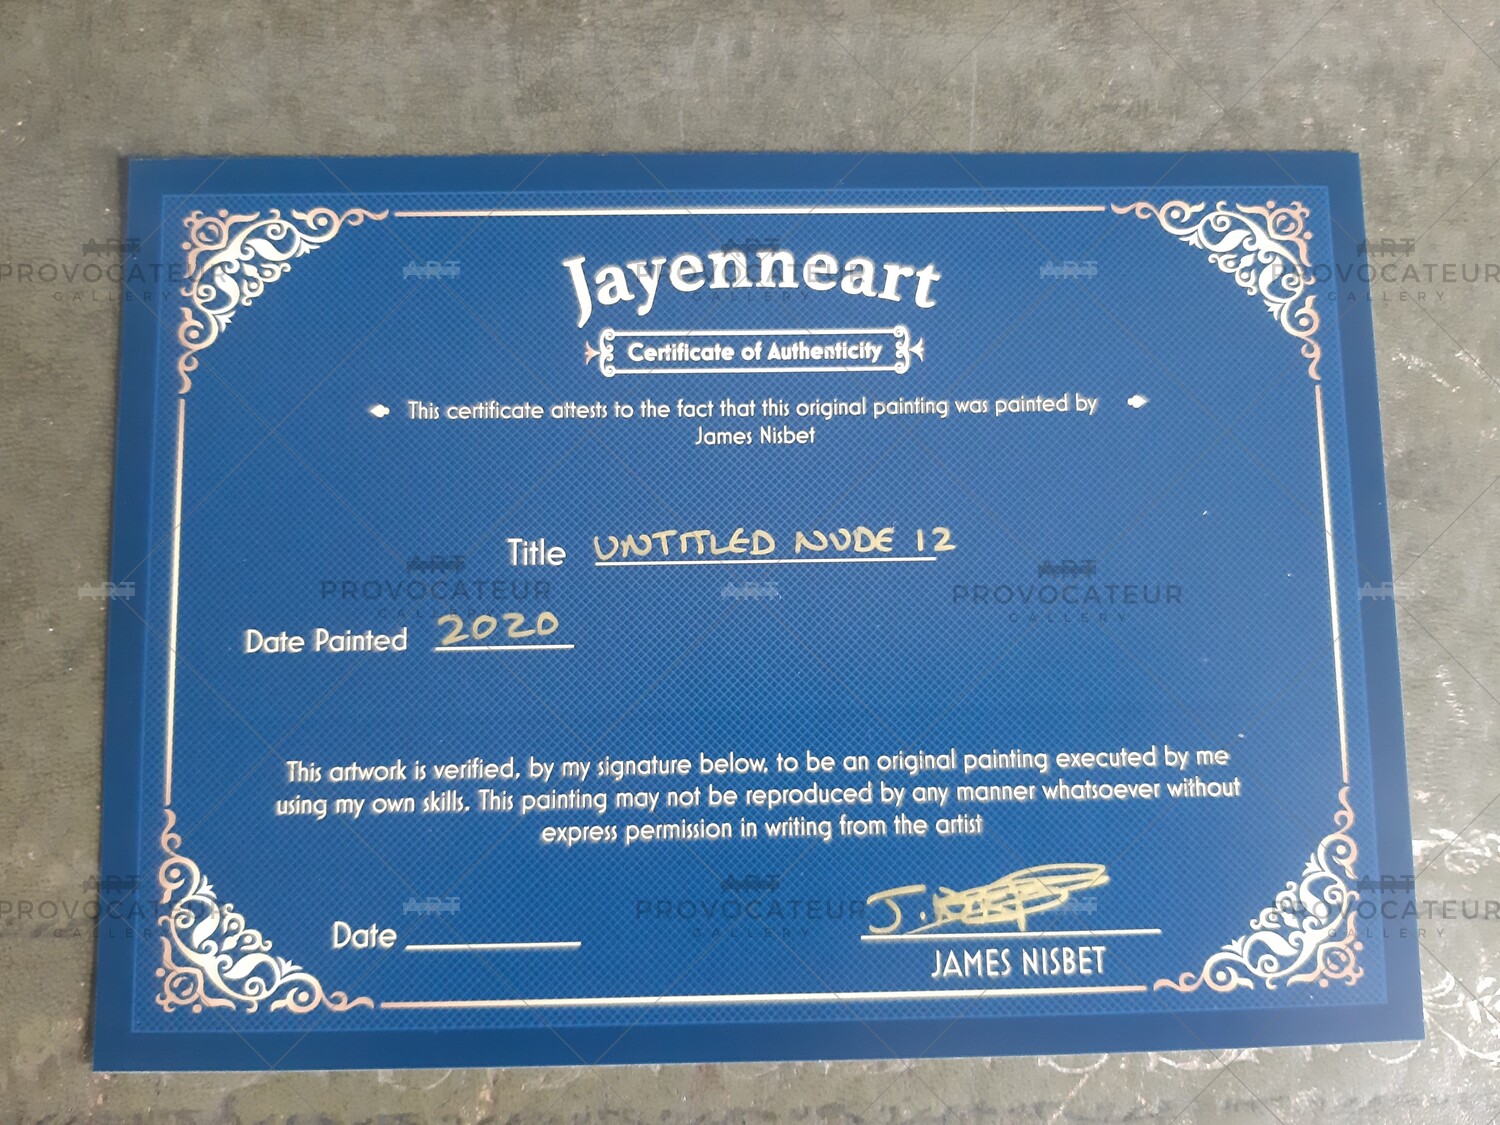 Jayenneart
Certificate of Authenticity
This certificate attests to the fact that this original painting was painted by
James Nisbet
Title UNTITLED NUDE 12
Date Painted 2020
This artwork is verified, by my signature below, to be an original painting executed by me
using my own skills. This painting may not be reproduced by any manner whatsoever without
express permission in writing from the artist
Date
JAMES NISBET
ART
PROVOCATEUR
GALLERY